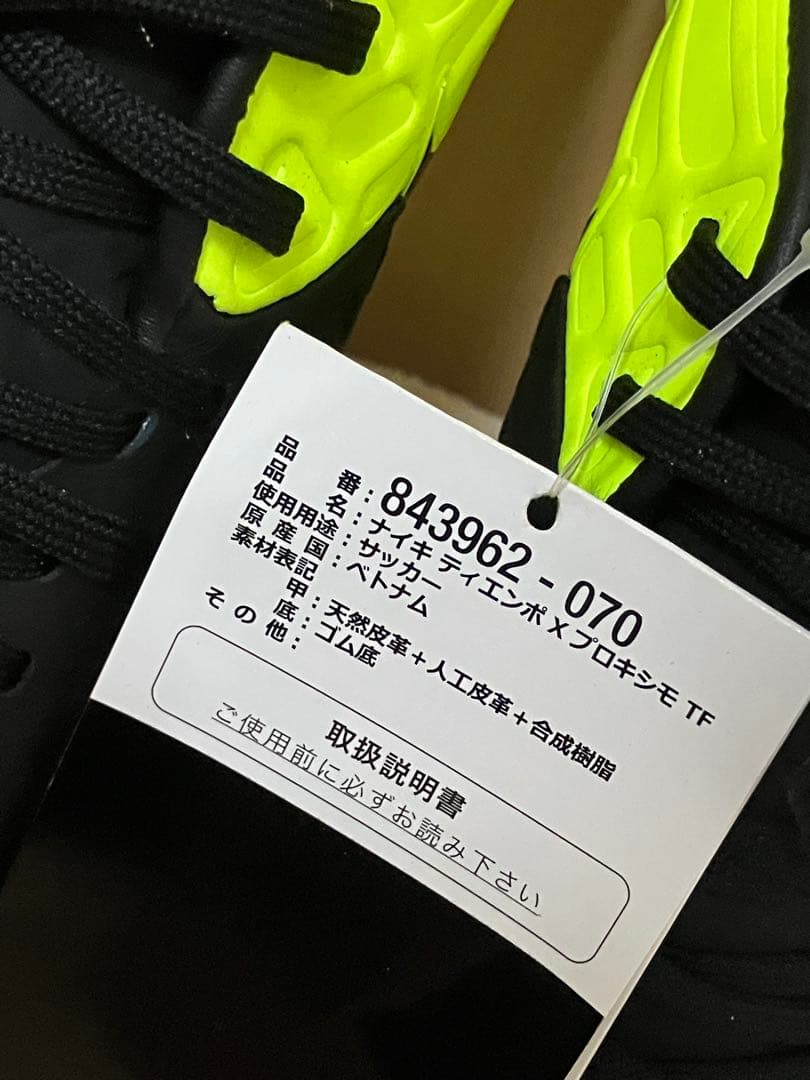 品番：843962-070
品名：ナイキ ティエンポ X プロキシモ TF
使用用途：サッカー
原産国：ベトナム
素材表記
甲：天然皮革+人工皮革+合成樹脂
底：ゴム底
その他：
取扱説明書
ご使用前に必ずお読み下さい